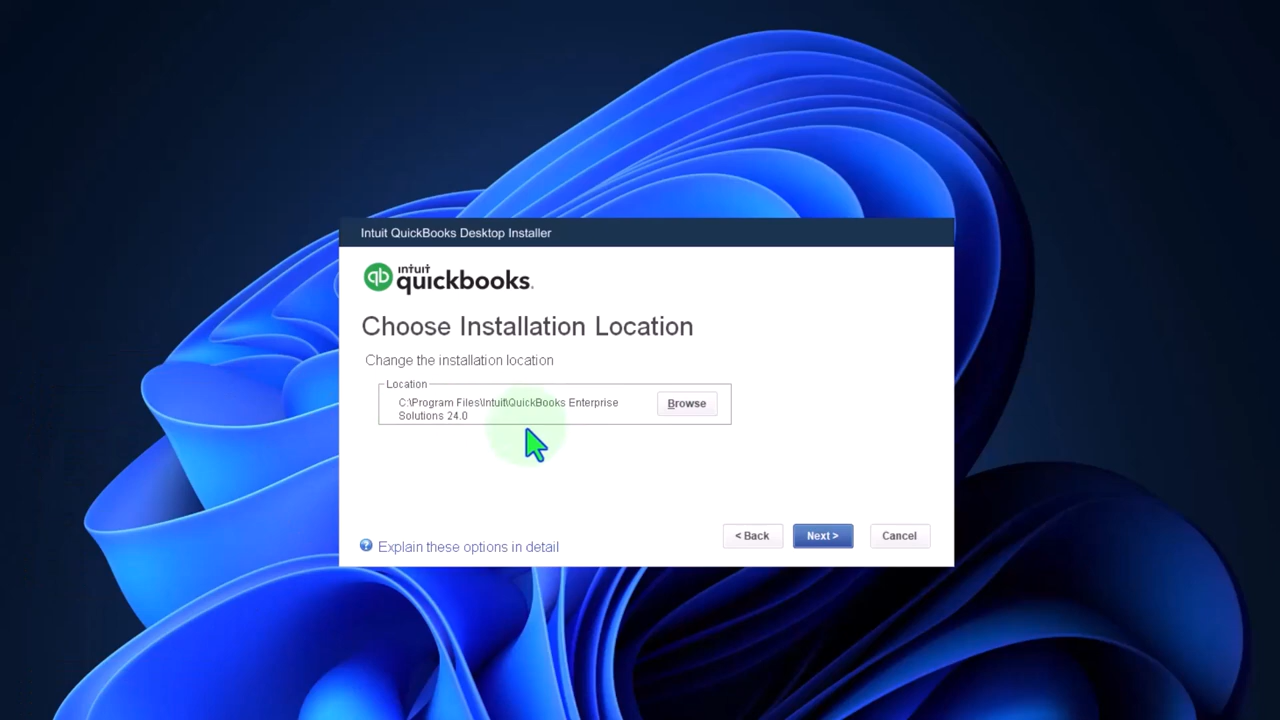 Intuit QuickBooks Desktop Installer
qb intuit quickbooks.
Choose Installation Location
Change the installation location
Location
C:\Program Files\Intuit\QuickBooks Enterprise
Solutions 24.0
Browse
< Back
Next >
Cancel
? Explain these options in detail